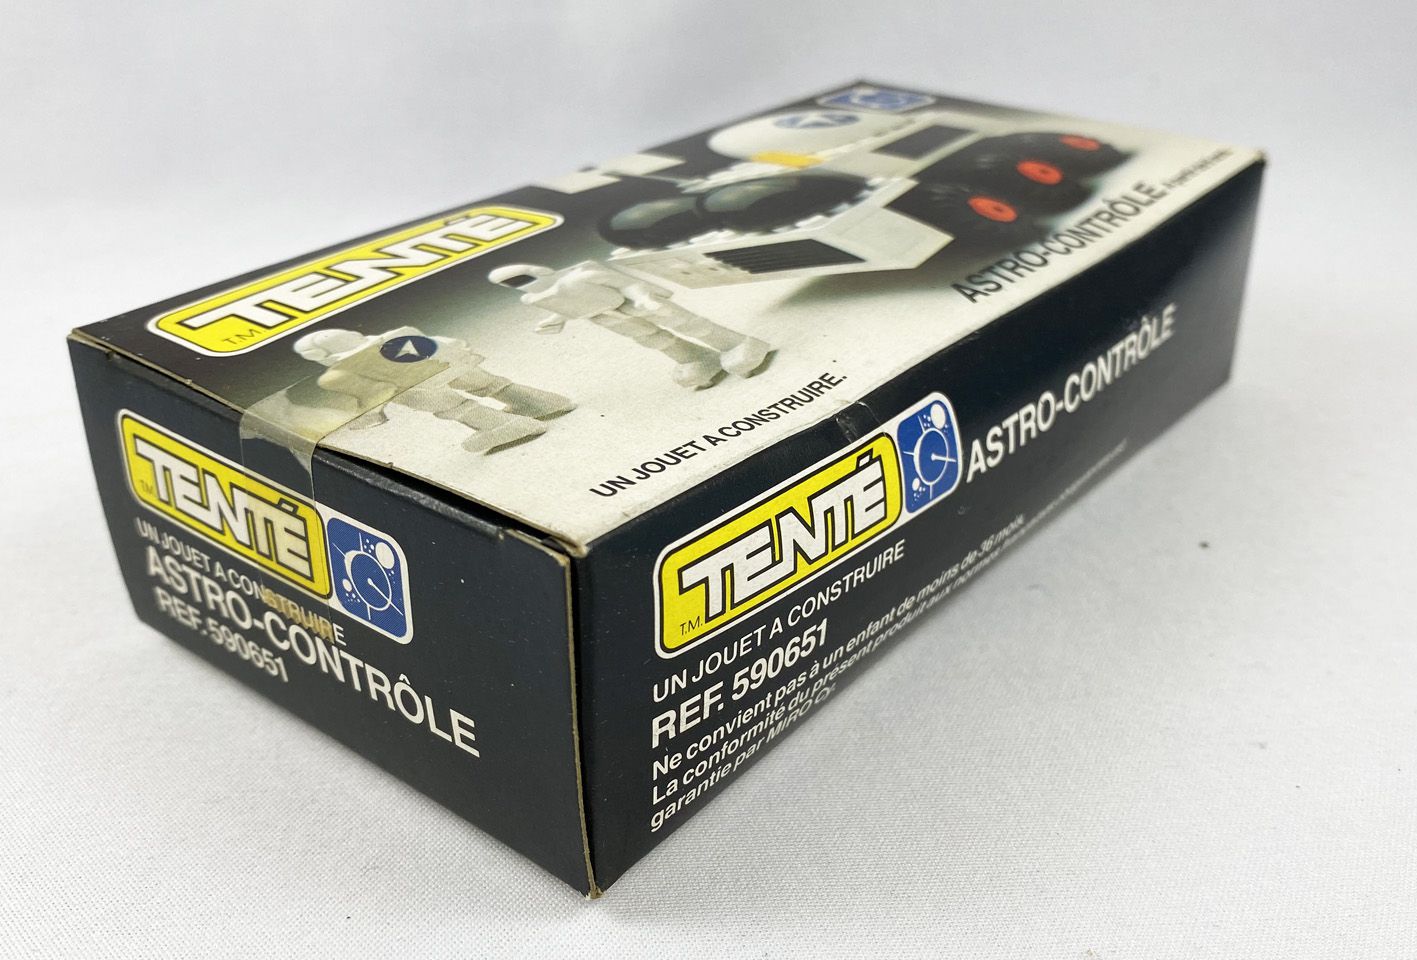 TENTÉ
T.M.
ASTRO-CONTRÔLE
UN JOUET A CONSTRUIRE.
TENTÉ
T.M.
UN JOUET A CONSTRUIRE
ASTRO-CONTRÔLE
REF. 590651
TENTÉ
T.M.
ASTRO-CONTRÔLE
UN JOUET A CONSTRUIRE
REF. 590651
Ne convient pas à un enfant de moins de 36 mois.
La conformité du présent produit aux normes
garantie par MIRO Cy.